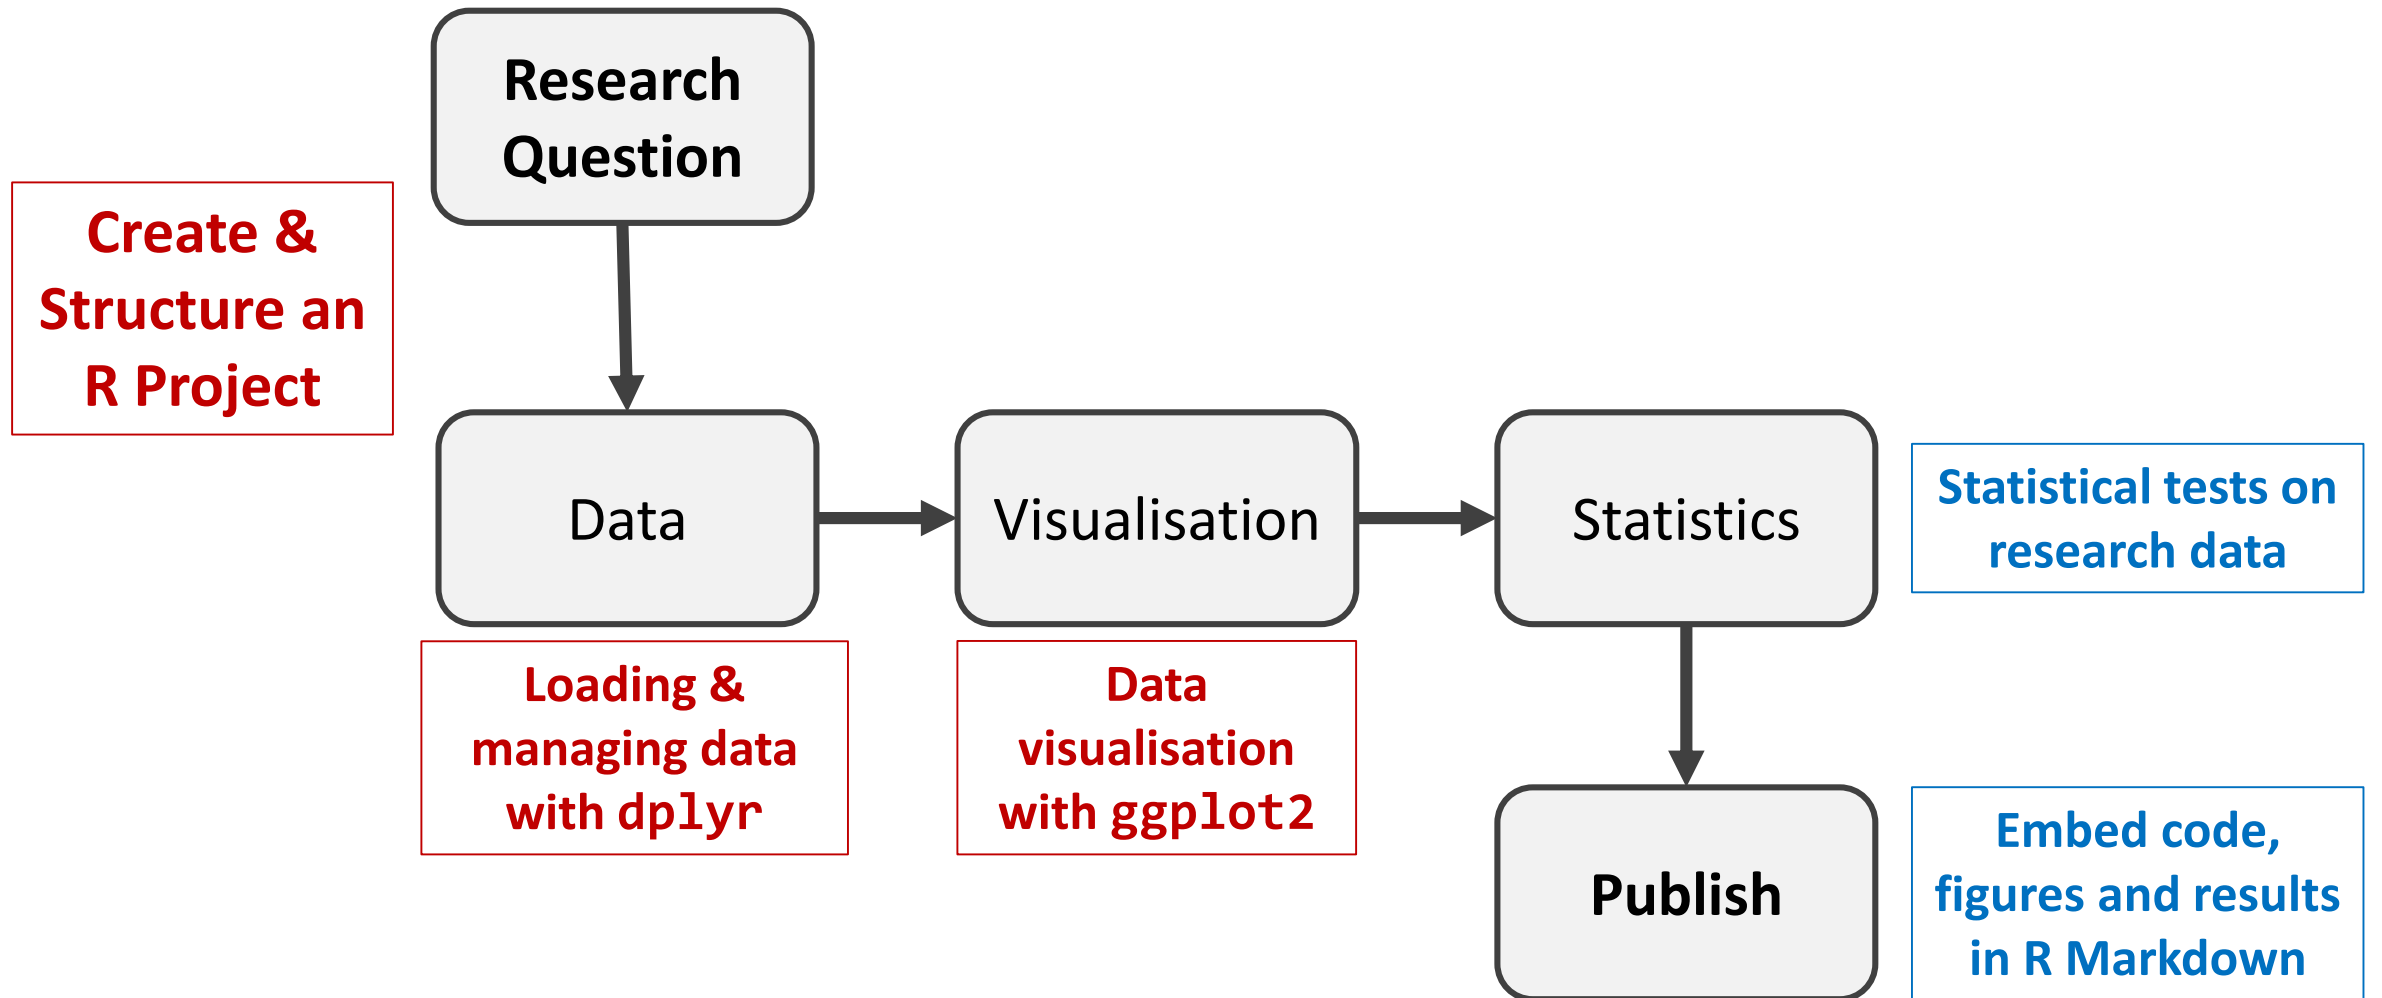 Research
Question
Create &
Structure an
R Project
Data
Visualisation
Statistics
Statistical tests on
research data
Loading &
managing data
with dplyr
Data
visualisation
with ggplot2
Publish
Embed code,
figures and results
in R Markdown